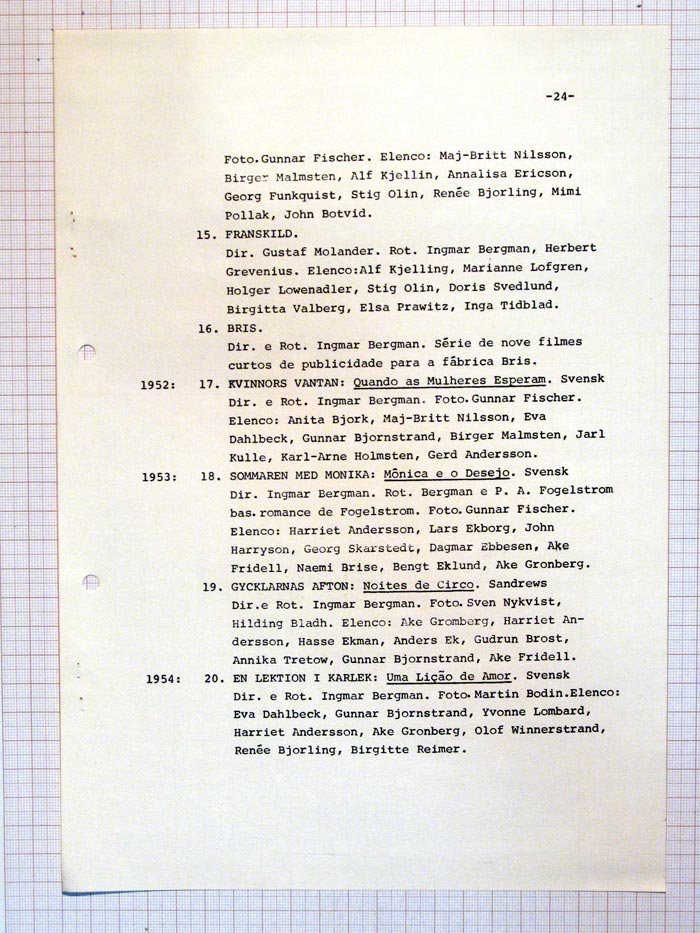 -24-
Foto.Gunnar Fischer. Elenco: Maj-Britt Nilsson,
Birger Malmsten, Alf Kjellin, Annalisa Ericson,
Georg Funkquist, Stig Olin, Renée Bjorling, Mimi
Pollak, John Botvid.
15. FRANSKILD.
Dir. Gustaf Molander. Rot. Ingmar Bergman, Herbert
Grevenius. Elenco:Alf Kjelling, Marianne Lofgren,
Holger Lowenadler, Stig Olin, Doris Svedlund,
Birgitta Valberg, Elsa Prawitz, Inga Tidblad.
16. BRIS.
Dir. e Rot. Ingmar Bergman. Série de nove filmes
curtos de publicidade para a fábrica Bris.
1952: 17. KVINNORS VANTAN: Quando as Mulheres Esperam. Svensk
Dir. e Rot. Ingmar Bergman. Foto.Gunnar Fischer.
Elenco: Anita Bjork, Maj-Britt Nilsson, Eva
Dahlbeck, Gunnar Bjornstrand, Birger Malmsten, Jarl
Kulle, Karl-Arne Holmsten, Gerd Andersson.
1953: 18. SOMMAREN MED MONIKA: Mônica e o Desejo. Svensk
Dir. Ingmar Bergman. Rot. Bergman e P. A. Fogelstrom
bas.romance de Fogelstrom. Foto.Gunnar Fischer.
Elenco: Harriet Andersson, Lars Ekborg, John
Harryson, Georg Skarstedt, Dagmar Ebbesen, Ake
Fridell, Naemi Brise, Bengt Eklund, Ake Gronberg.
19. GYCKLARNAS AFTON: Noites de Circo. Sandrews
Dir.e Rot. Ingmar Bergman. Foto.Sven Nykvist,
Hilding Bladh. Elenco: Ake Gromberg, Harriet An-
dersson, Hasse Ekman, Anders Ek, Gudrun Brost,
Annika Tretow, Gunnar Bjornstrand, Ake Fridell.
1954: 20. EN LEKTION I KARLEK: Uma Lição de Amor. Svensk
Dir. e Rot. Ingmar Bergman. Foto.Martin Bodin.Elenco:
Eva Dahlbeck, Gunnar Bjornstrand, Yvonne Lombard,
Harriet Andersson, Ake Gronberg, Olof Winnerstrand,
Renée Bjorling, Birgitte Reimer.